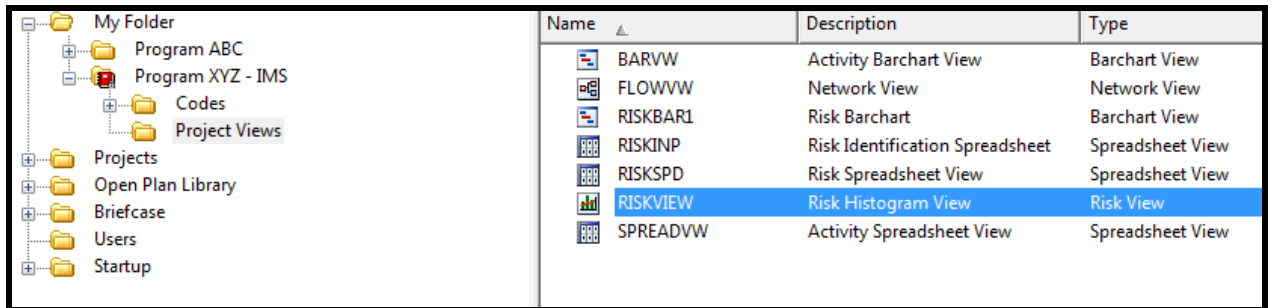 My Folder
Program ABC
Program XYZ - IMS
Codes
Project Views
Projects
Open Plan Library
Briefcase
Users
Startup
Name Description Type
BARVW Activity Barchart View Barchart View
FLOWVW Network View Network View
RISKBAR1 Risk Barchart Barchart View
RISKINP Risk Identification Spreadsheet Spreadsheet View
RISKSPD Risk Spreadsheet View Spreadsheet View
RISKVIEW Risk Histogram View Risk View
SPREADVW Activity Spreadsheet View Spreadsheet View